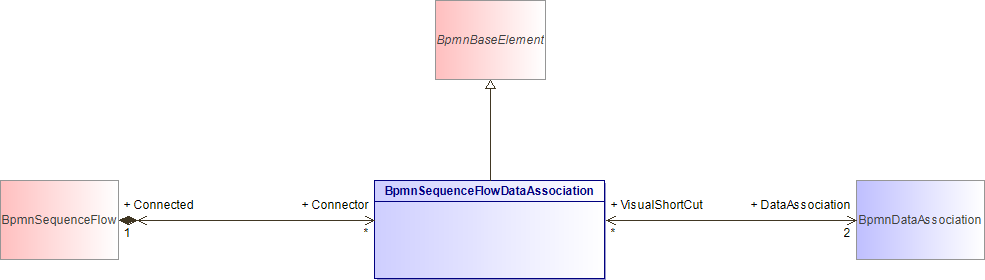 BpmnBaseElement
BpmnSequenceFlowDataAssociation
+ Connected
+ Connector
+ VisualShortCut
+ DataAssociation
BpmnSequenceFlow
BpmnDataAssociation
1
*
*
2